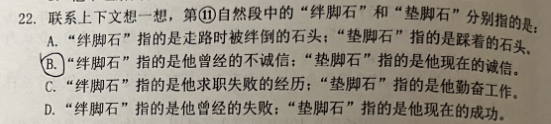 22. 联系上下文想一想，第⑪自然段中的“绊脚石”和“垫脚石”分别指的是：
A. “绊脚石”指的是走路时被绊倒的石头；“垫脚石”指的是踩着的石头。
B. “绊脚石”指的是他曾经的不诚信；“垫脚石”指的是他现在的诚信。
C. “绊脚石”指的是他求职失败的经历；“垫脚石”指的是他勤奋工作。
D. “绊脚石”指的是他曾经的失败；“垫脚石”指的是他现在的成功。